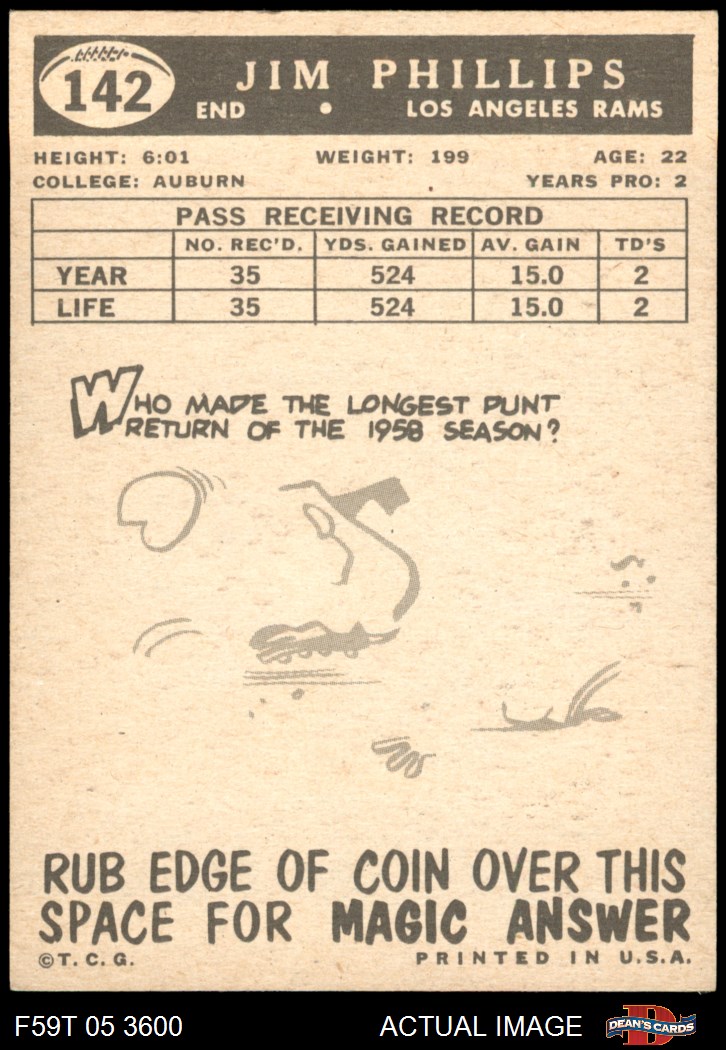 142
JIM PHILLIPS
END • LOS ANGELES RAMS
HEIGHT: 6:01 WEIGHT: 199 AGE: 22
COLLEGE: AUBURN YEARS PRO: 2
PASS RECEIVING RECORD
NO. REC'D. YDS. GAINED AV. GAIN TD'S
YEAR 35 524 15.0 2
LIFE 35 524 15.0 2
WHO MADE THE LONGEST PUNT
RETURN OF THE 1958 SEASON?
RUB EDGE OF COIN OVER THIS
SPACE FOR MAGIC ANSWER
©T. C. G. PRINTED IN U.S.A.
F59T 05 3600 ACTUAL IMAGE D DEAN'S CARDS